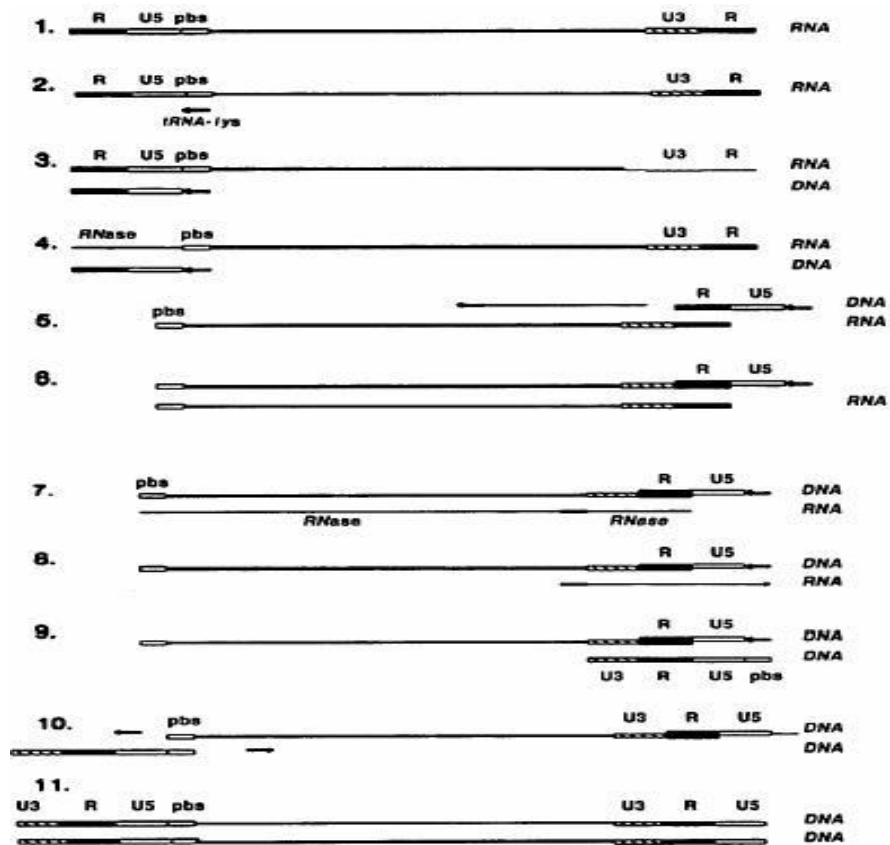 R U5 pbs U3 R
1. RNA
R U5 pbs U3 R
2. RNA
tRNA-lys
R U5 pbs U3 R
3. RNA
DNA
4. RNase pbs U3 R RNA
DNA
R U5 DNA
pbs
5. RNA
R U5
6. DNA
RNA
pbs R U5
7. DNA
RNA
RNase RNase
R U5
8. DNA
RNA
R U5
9. DNA
DNA
U3 R U5 pbs
10. pbs U3 R U5
DNA
DNA
11.
U3 R U5 pbs U3 R U5
DNA
DNA